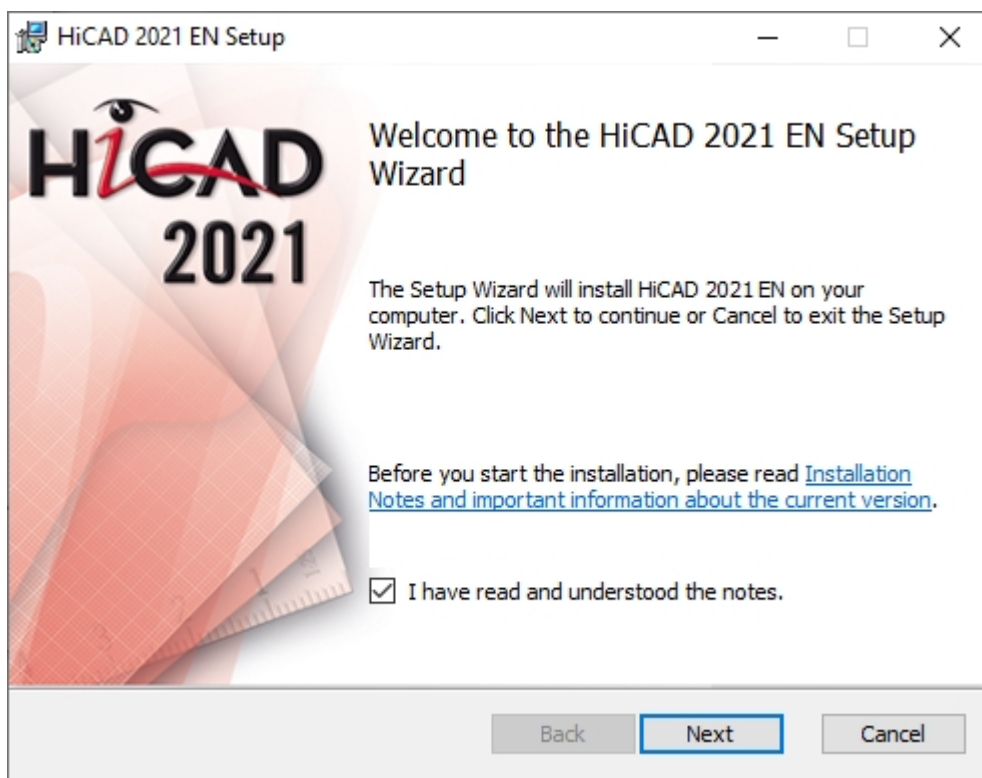 HiCAD 2021 EN Setup
HiCAD
2021
Welcome to the HiCAD 2021 EN Setup
Wizard
The Setup Wizard will install HiCAD 2021 EN on your
computer. Click Next to continue or Cancel to exit the Setup
Wizard.
Before you start the installation, please read Installation
Notes and important information about the current version.
I have read and understood the notes.
Back
Next
Cancel